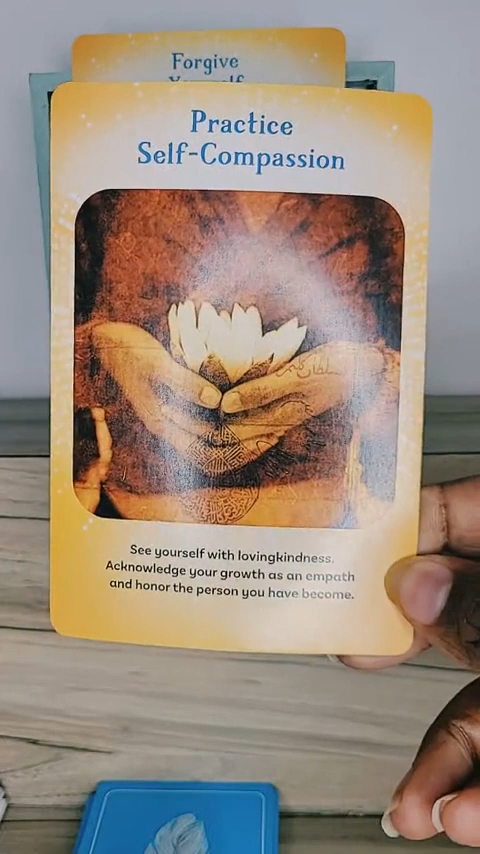 Forgive
Yourself
Practice
Self-Compassion
See yourself with lovingkindness.
Acknowledge your growth as an empath
and honor the person you have become.